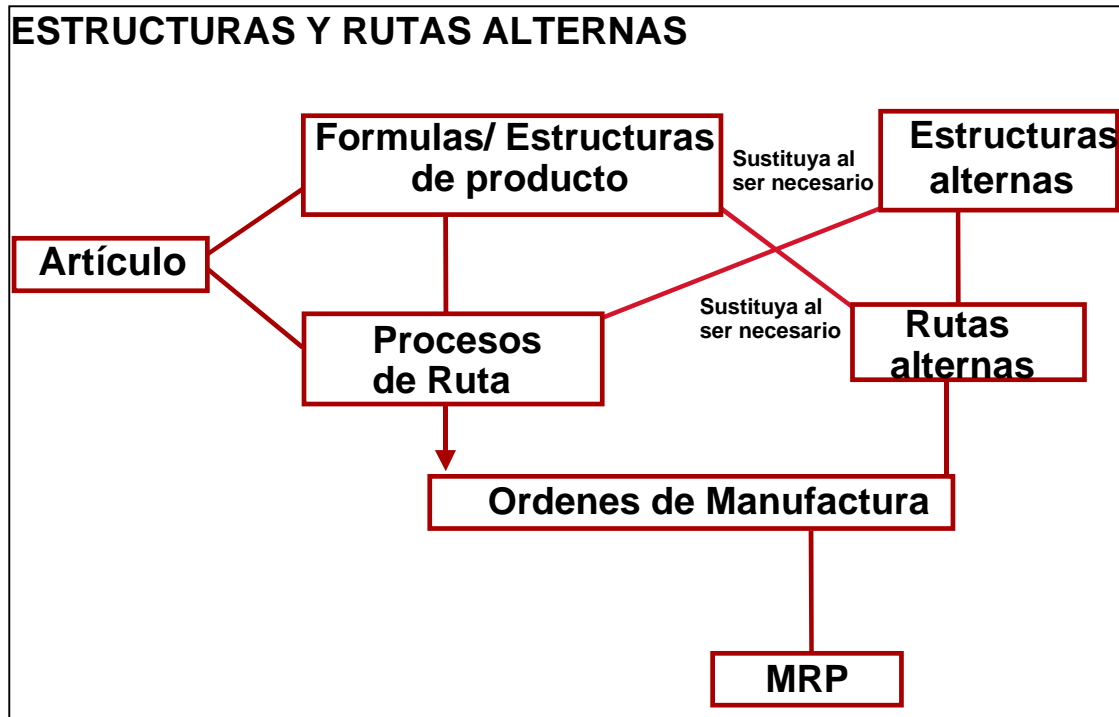 ESTRUCTURAS Y RUTAS ALTERNAS
Formulas/ Estructuras
de producto
Sustituya al
ser necesario
Estructuras
alternas
Artículo
Procesos
de Ruta
Sustituya al
ser necesario
Rutas
alternas
Ordenes de Manufactura
MRP